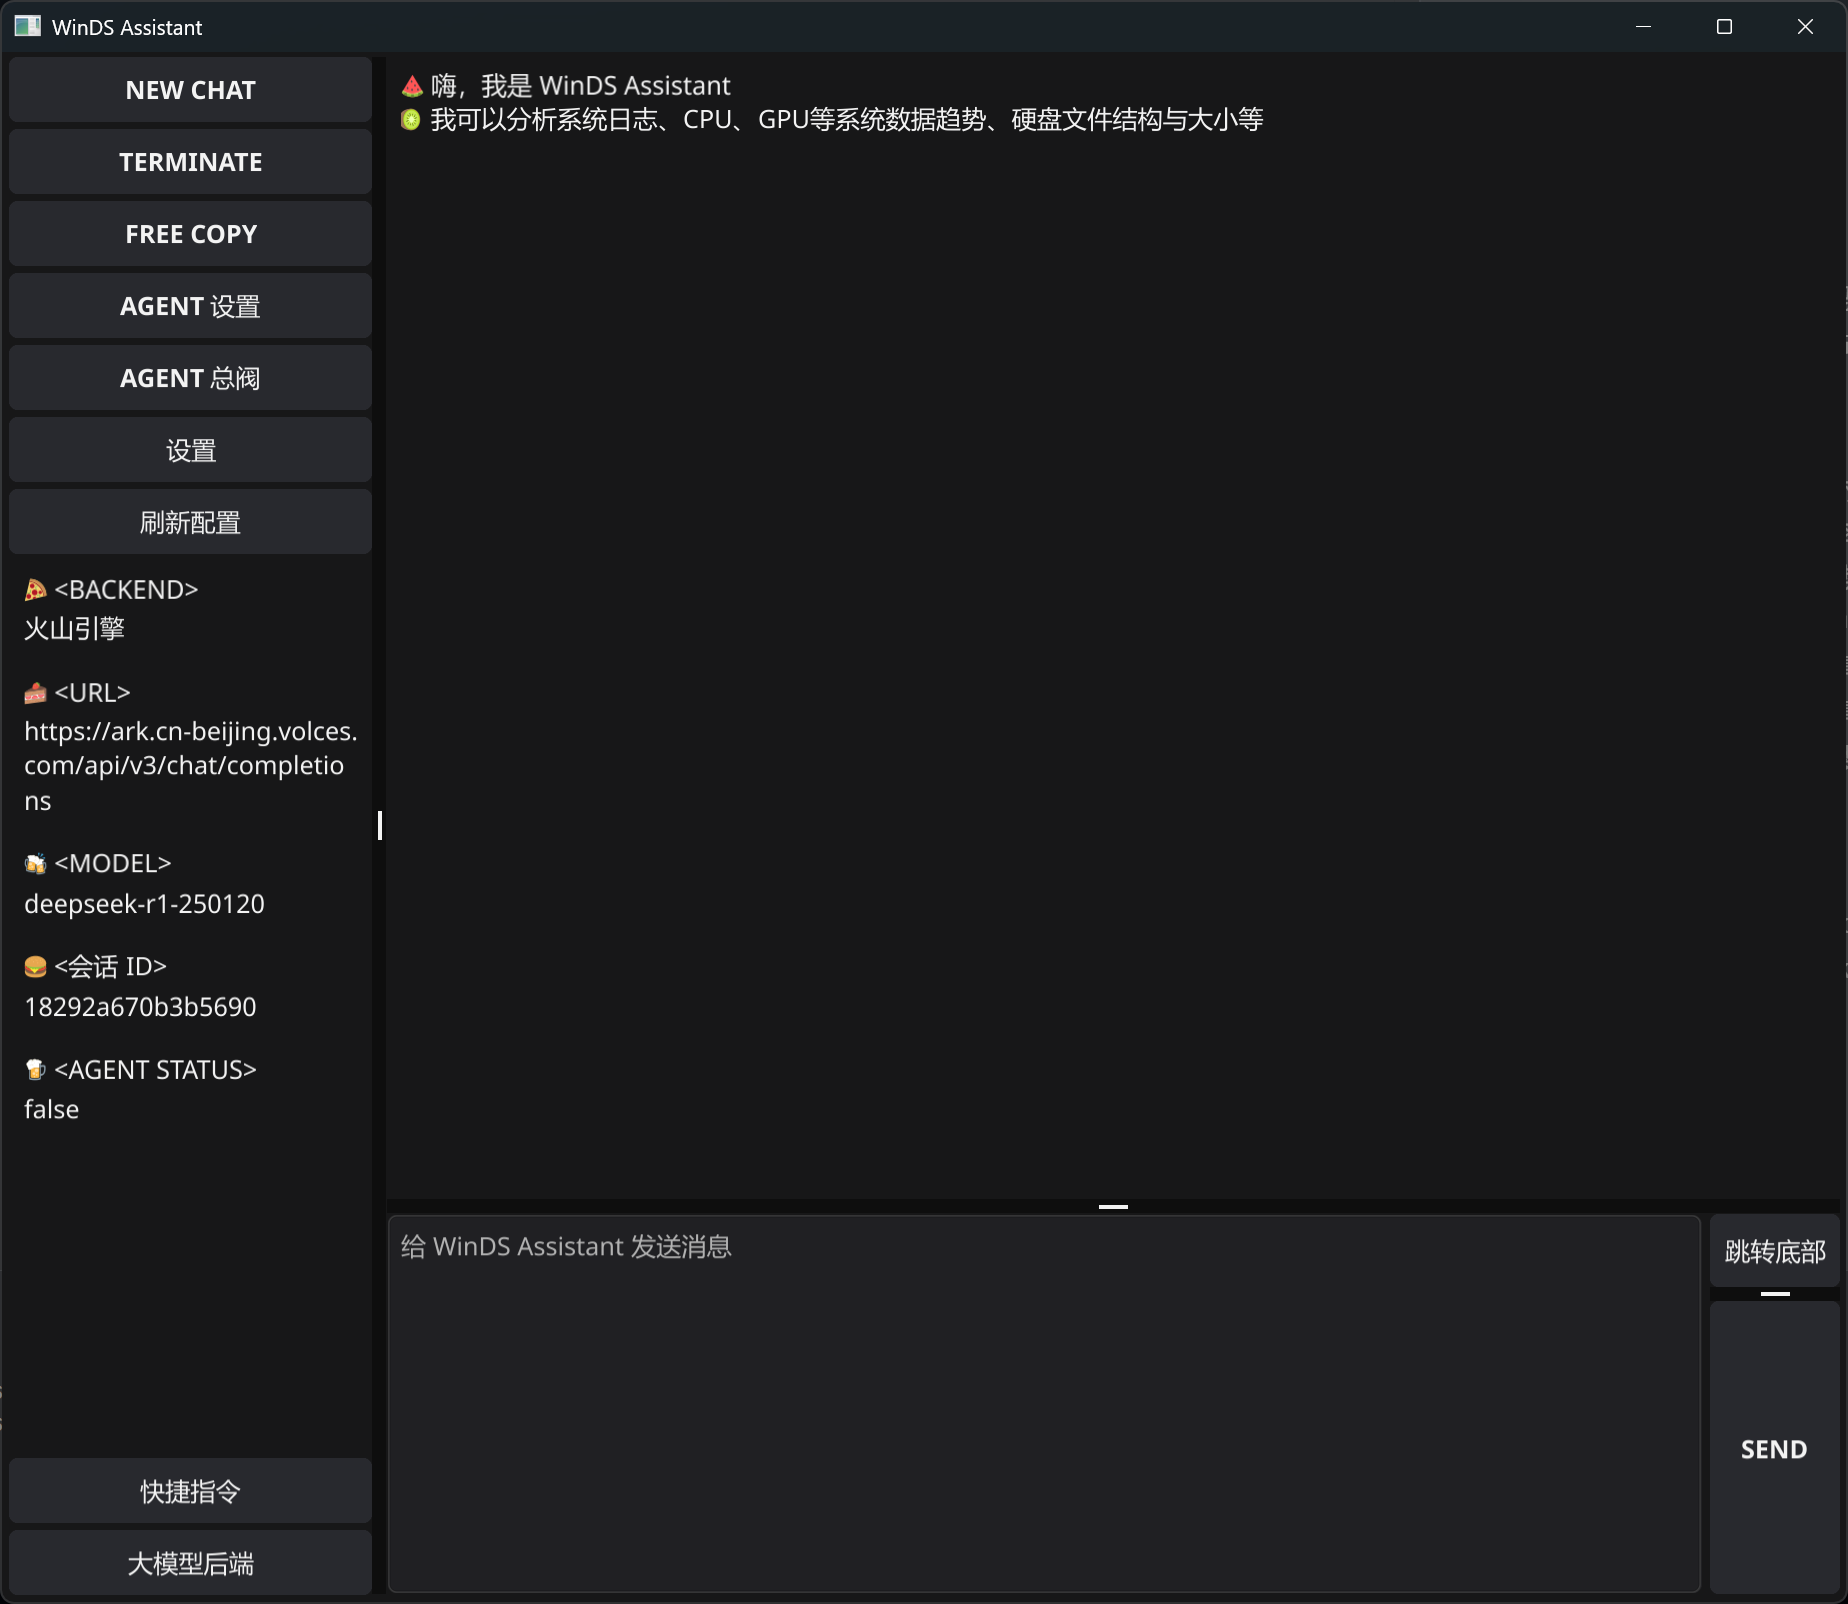 WinDS Assistant
NEW CHAT
TERMINATE
FREE COPY
AGENT 设置
AGENT 总阀
设置
刷新配置
🍕 <BACKEND>
火山引擎
🍰 <URL>
https://ark.cn-beijing.volces.
com/api/v3/chat/completio
ns
🍻 <MODEL>
deepseek-r1-250120
🍔 <会话 ID>
18292a670b3b5690
🍺 <AGENT STATUS>
false
快捷指令
大模型后端
🍉 嗨，我是 WinDS Assistant
🥝 我可以分析系统日志、CPU、GPU等系统数据趋势、硬盘文件结构与大小等
给 WinDS Assistant 发送消息
跳转底部
SEND